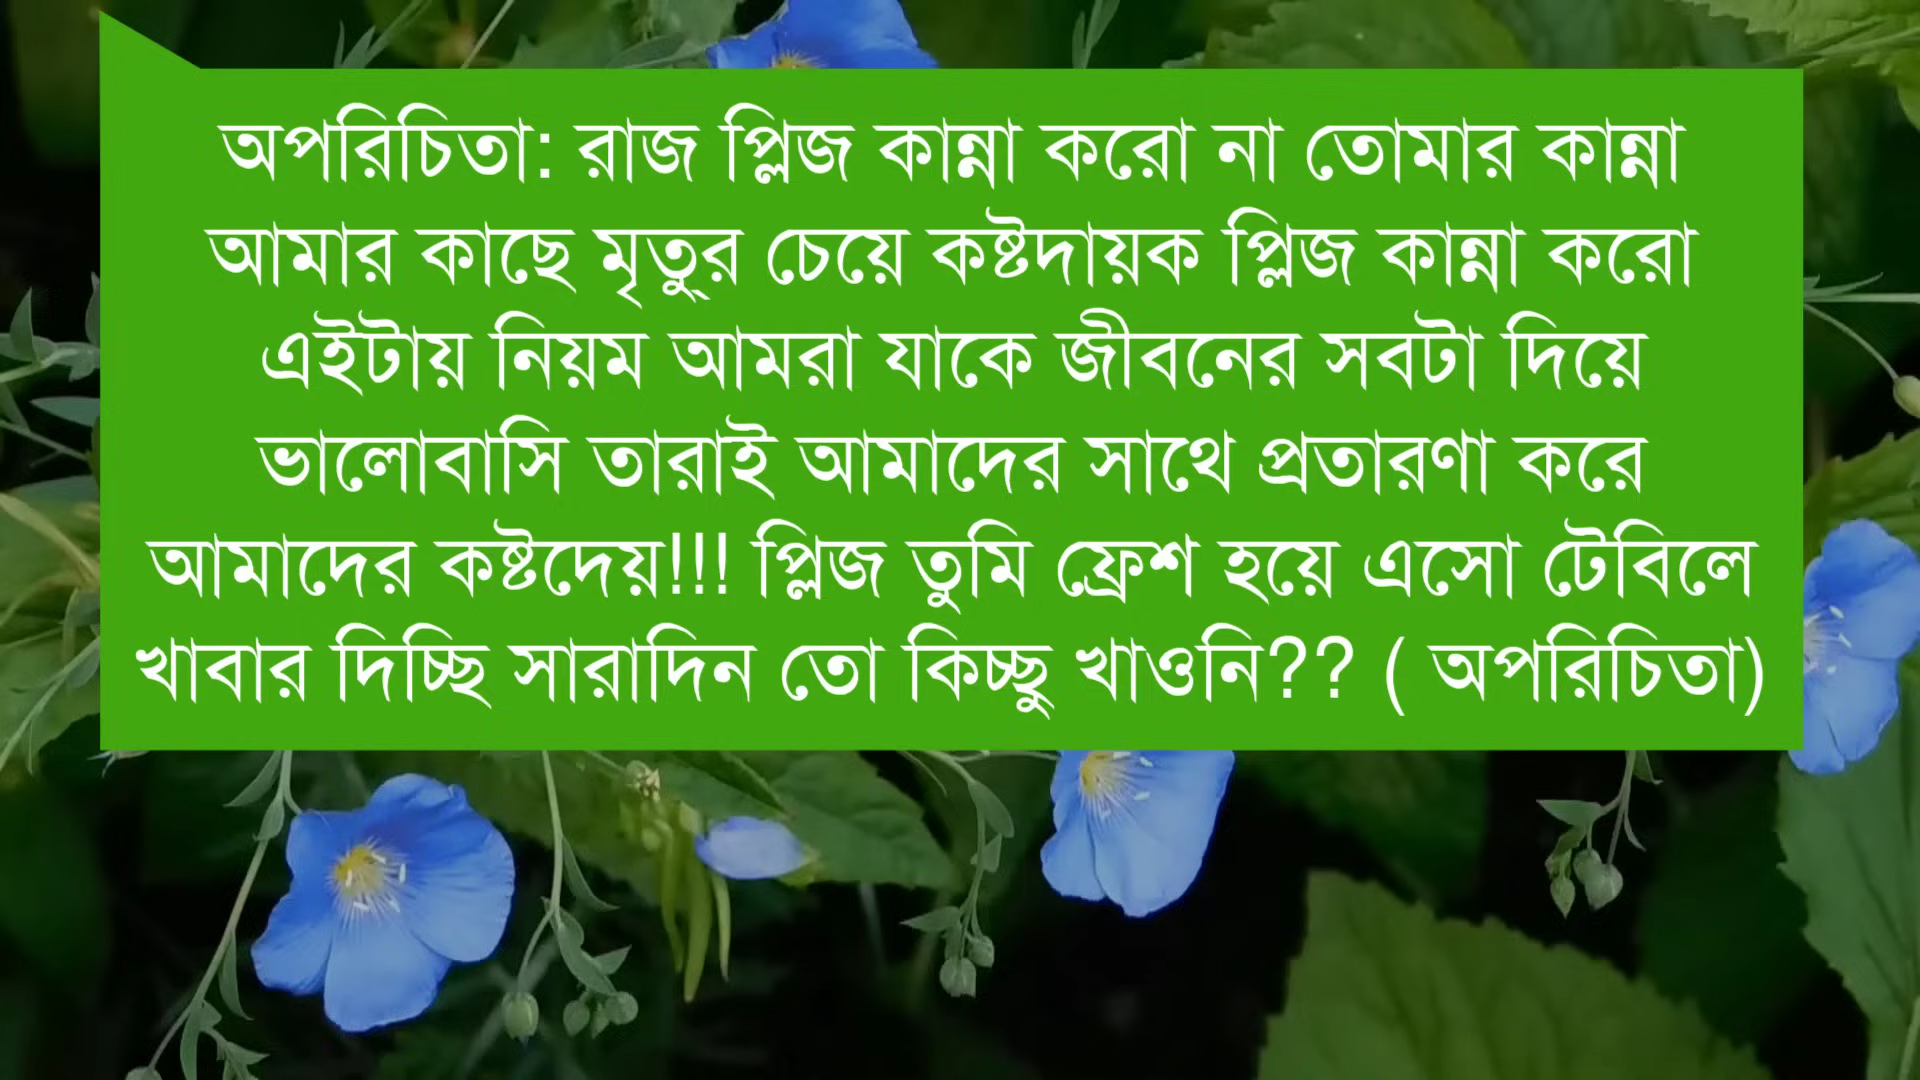 অপরিচিতা: রাজ প্লিজ কান্না করো না তোমার কান্না
আমার কাছে মৃতু্র চেয়ে কষ্টদায়ক প্লিজ কান্না করো
এইটায় নিয়ম আমরা যাকে জীবনের সবটা দিয়ে
ভালোবাসি তারাই আমাদের সাথে প্রতারণা করে
আমাদের কষ্টদেয়!!! প্লিজ তুমি ফ্রেশ হয়ে এসো টেবিলে
খাবার দিচ্ছি সারাদিন তো কিচ্ছু খাওনি?? ( অপরিচিতা)